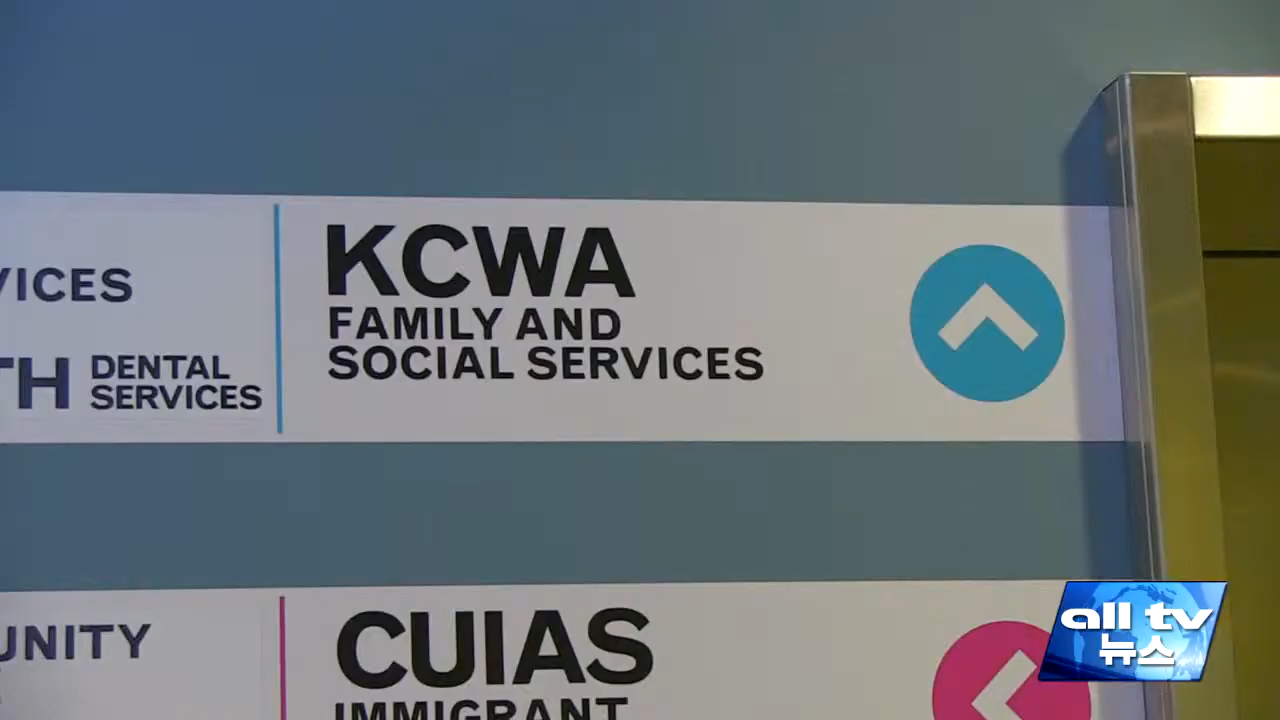 VICES
TH DENTAL
SERVICES
KCWA
FAMILY AND
SOCIAL SERVICES
UNITY
CUIAS
IMMIGRANT
all tv
뉴스